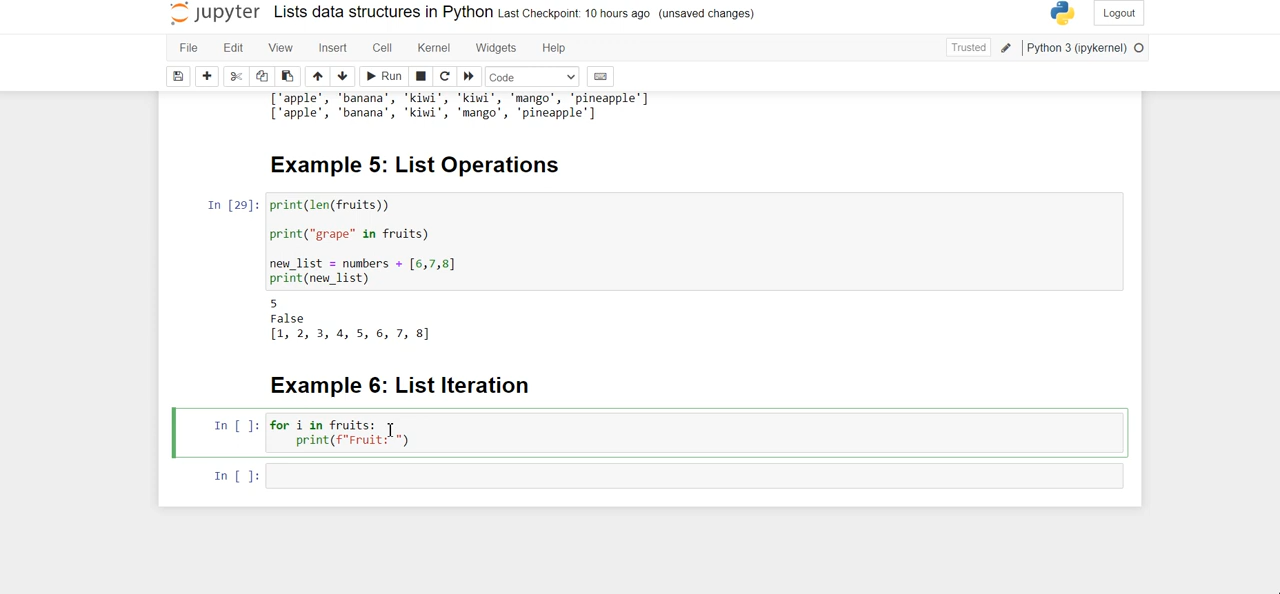 jupyter Lists data structures in Python Last Checkpoint: 10 hours ago (unsaved changes) Logout
File Edit View Insert Cell Kernel Widgets Help Trusted Python 3 (ipykernel)
Run Code
['apple', 'banana', 'kiwi', 'kiwi', 'mango', 'pineapple']
['apple', 'banana', 'kiwi', 'mango', 'pineapple']
Example 5: List Operations
In [29]: print(len(fruits))
print("grape" in fruits)
new_list = numbers + [6,7,8]
print(new_list)
5
False
[1, 2, 3, 4, 5, 6, 7, 8]
Example 6: List Iteration
In [ ]: for i in fruits:
print(f"Fruit: ")
In [ ]: